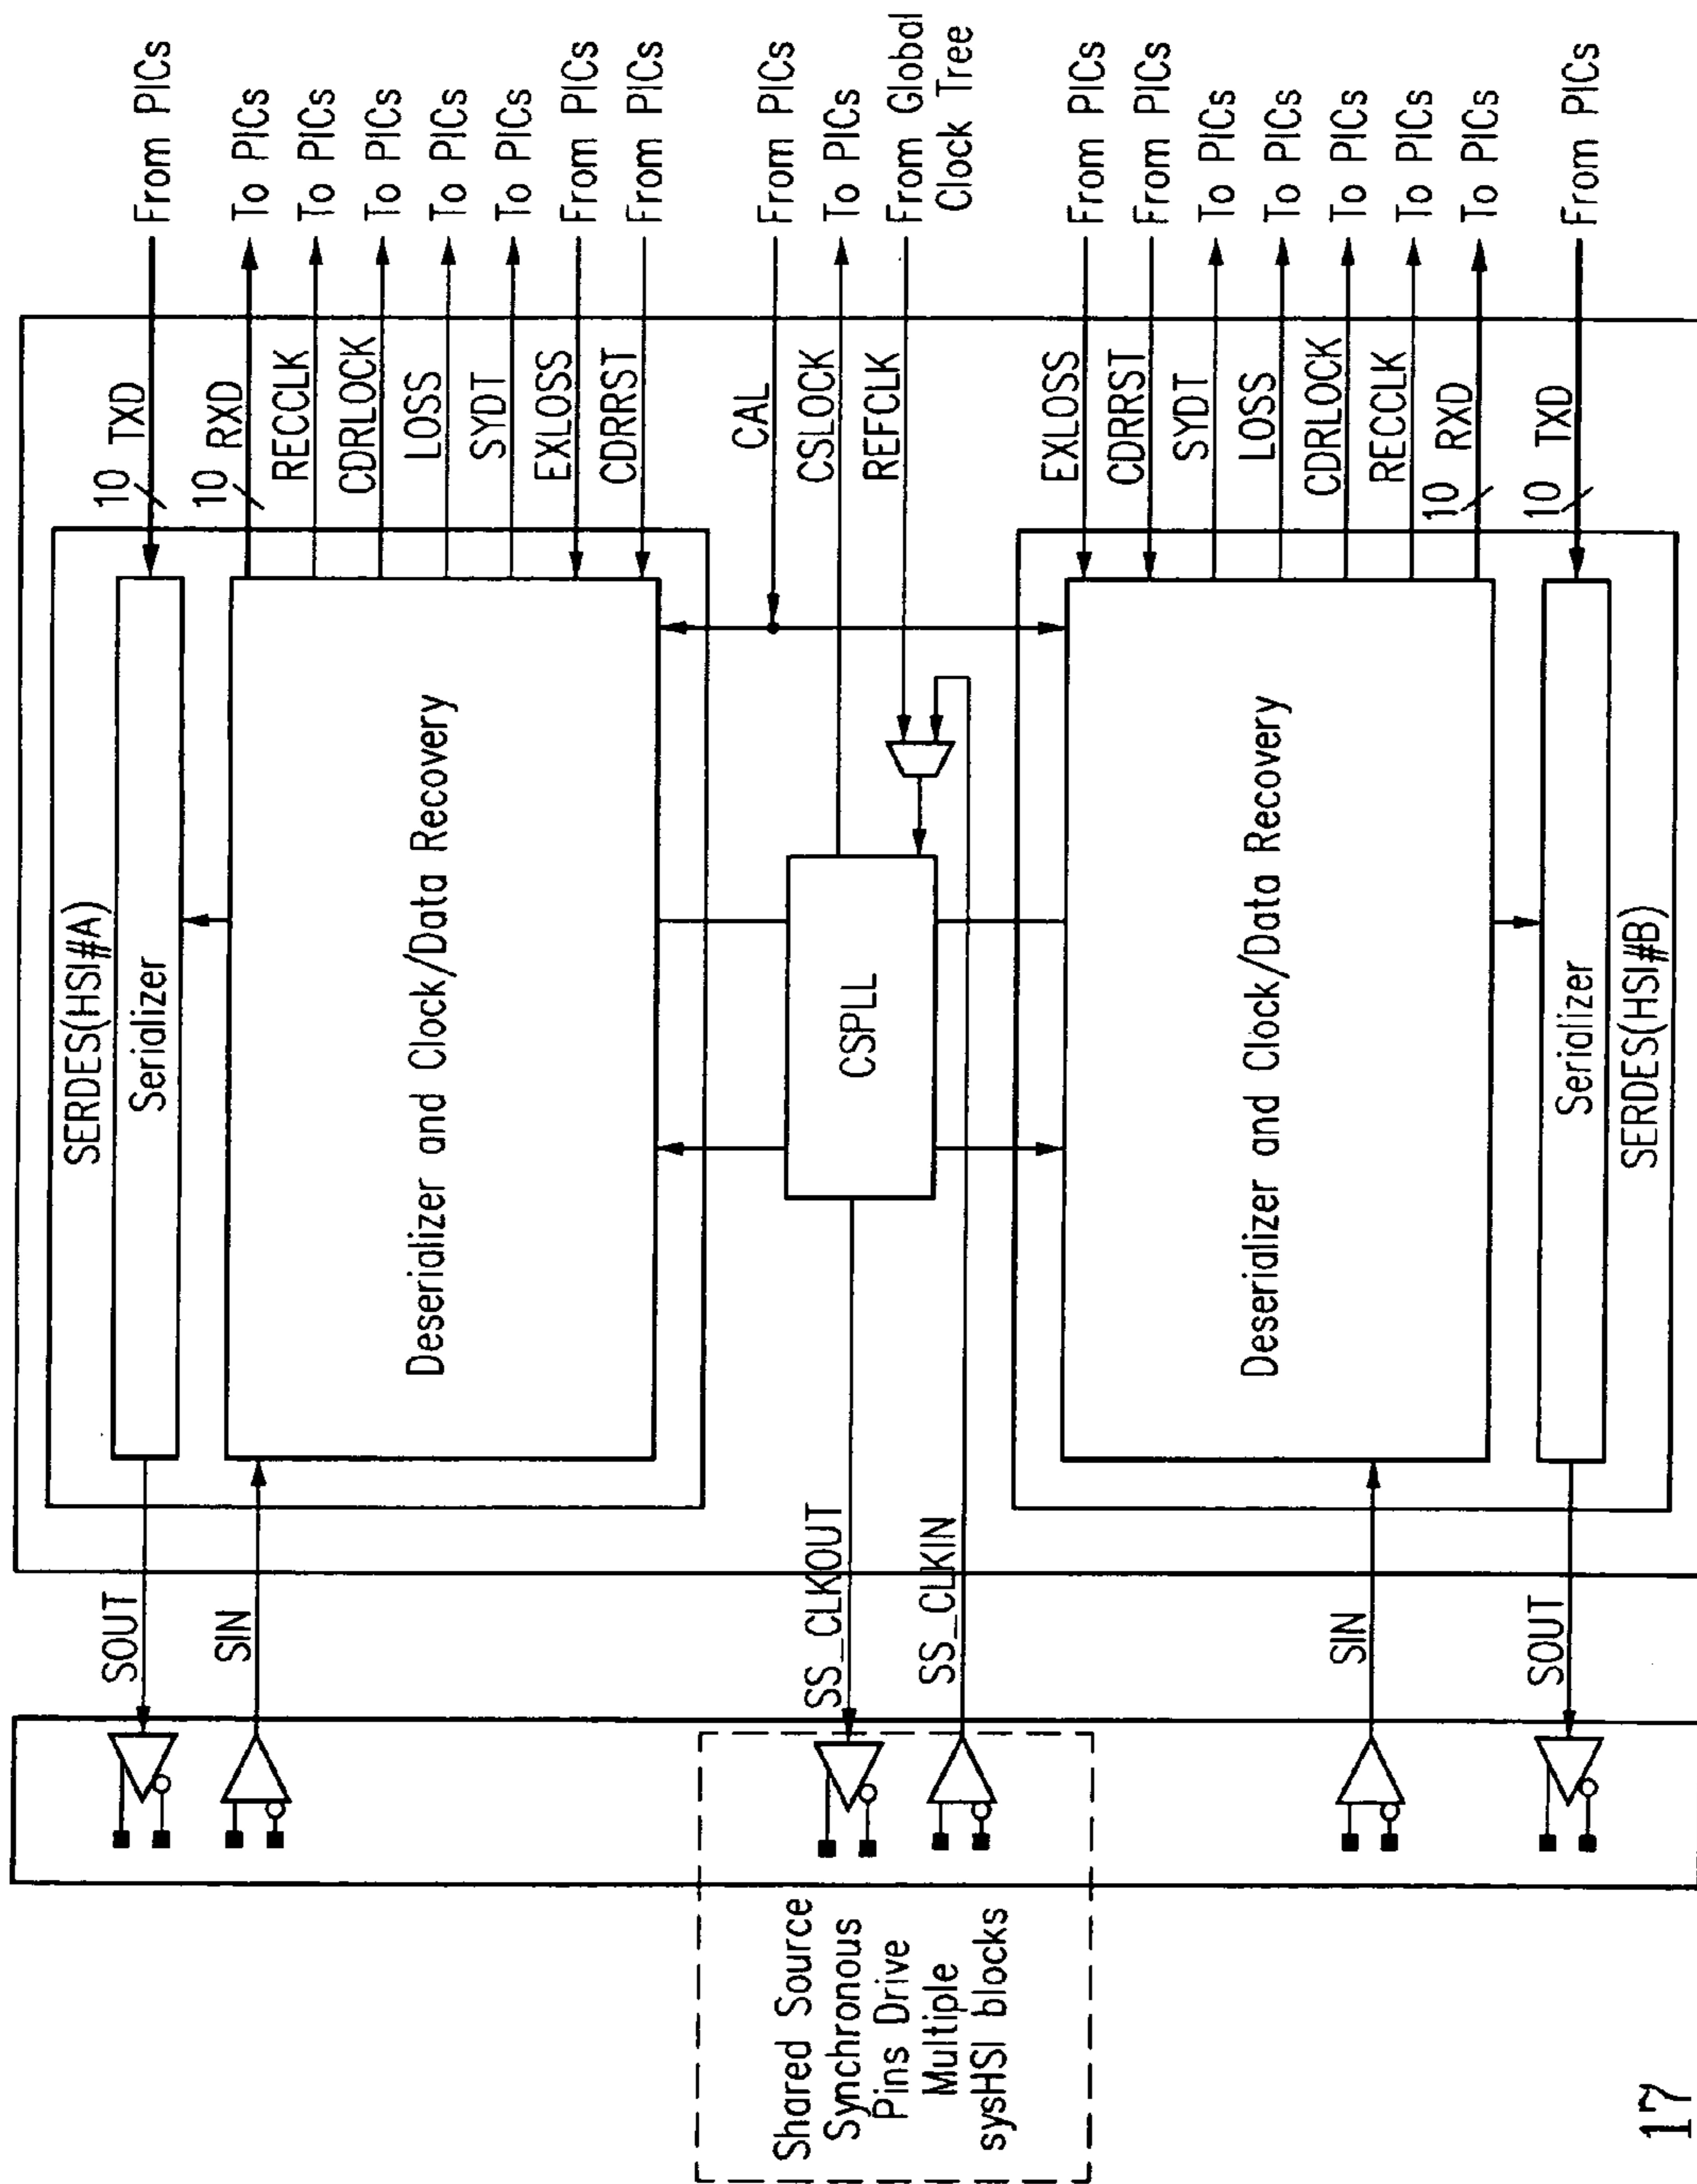 SERDES(HSI#A)
Serializer
10 TXD
From PICs
SOUT
Deserializer and Clock/Data Recovery
SIN
10 RXD
To PICs
RECCLK
To PICs
CDRLOCK
To PICs
LOSS
To PICs
SYDT
To PICs
EXLOSS
From PICs
CDRRST
From PICs
CAL
From PICs
CSLOCK
To PICs
REFCLK
From Global
Clock Tree
CSPLL
SS_CLKOUT
SS_CLKIN
Shared Source
Synchronous
Pins Drive
Multiple
sysHSI blocks
EXLOSS
From PICs
CDRRST
From PICs
SYDT
To PICs
LOSS
To PICs
CDRLOCK
To PICs
RECCLK
To PICs
10 RXD
To PICs
Deserializer and Clock/Data Recovery
SIN
10 TXD
From PICs
Serializer
SOUT
SERDES(HSI#B)
17